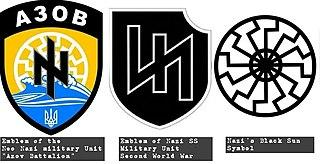 АЗОВ
Emblem of the
Neo Nazi military Unit
"Azov Battalion"
Emblem of Nazi SS
Military Unit
Second World War
Nazi's Black Sun
Symbol